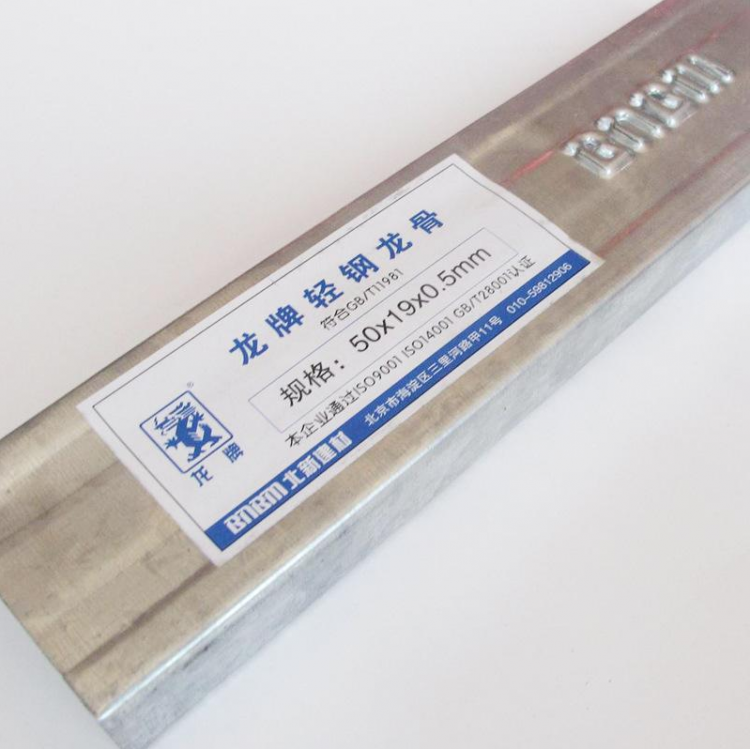 BNBM
龙牌轻钢龙骨
符合GB/T11981
规格：50x19x0.5mm
本企业通过ISO9001 ISO14001 GB/T28001认证
®
龙牌
BNBM 北新建材 北京市海淀区三里河路甲11号 010-59812906